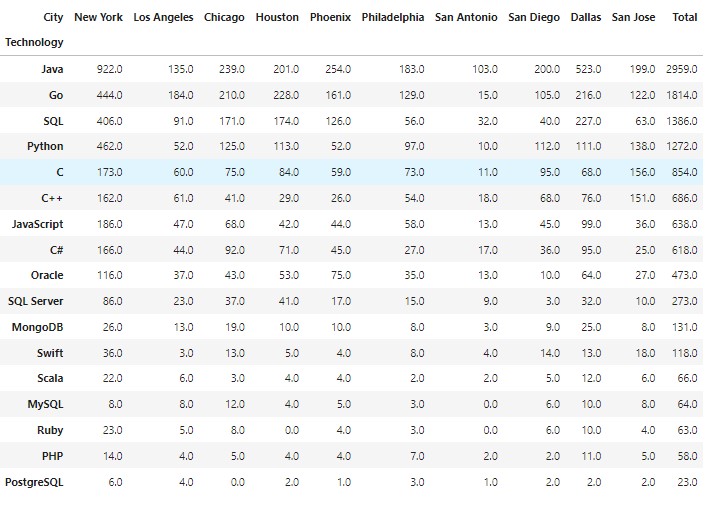 City New York Los Angeles Chicago Houston Phoenix Philadelphia San Antonio San Diego Dallas San Jose Total
Technology
Java 922.0 135.0 239.0 201.0 254.0 183.0 103.0 200.0 523.0 199.0 2959.0
Go 444.0 184.0 210.0 228.0 161.0 129.0 15.0 105.0 216.0 122.0 1814.0
SQL 406.0 91.0 171.0 174.0 126.0 56.0 32.0 40.0 227.0 63.0 1386.0
Python 462.0 52.0 125.0 113.0 52.0 97.0 10.0 112.0 111.0 138.0 1272.0
C 173.0 60.0 75.0 84.0 59.0 73.0 11.0 95.0 68.0 156.0 854.0
C++ 162.0 61.0 41.0 29.0 26.0 54.0 18.0 68.0 76.0 151.0 686.0
JavaScript 186.0 47.0 68.0 42.0 44.0 58.0 13.0 45.0 99.0 36.0 638.0
C# 166.0 44.0 92.0 71.0 45.0 27.0 17.0 36.0 95.0 25.0 618.0
Oracle 116.0 37.0 43.0 53.0 75.0 35.0 13.0 10.0 64.0 27.0 473.0
SQL Server 86.0 23.0 37.0 41.0 17.0 15.0 9.0 3.0 32.0 10.0 273.0
MongoDB 26.0 13.0 19.0 10.0 10.0 8.0 3.0 9.0 25.0 8.0 131.0
Swift 36.0 3.0 13.0 5.0 4.0 8.0 4.0 14.0 13.0 18.0 118.0
Scala 22.0 6.0 3.0 4.0 4.0 2.0 2.0 5.0 12.0 6.0 66.0
MySQL 8.0 8.0 12.0 4.0 5.0 3.0 0.0 6.0 10.0 8.0 64.0
Ruby 23.0 5.0 8.0 0.0 4.0 3.0 0.0 6.0 10.0 4.0 63.0
PHP 14.0 4.0 5.0 4.0 4.0 7.0 2.0 2.0 11.0 5.0 58.0
PostgreSQL 6.0 4.0 0.0 2.0 1.0 3.0 1.0 2.0 2.0 2.0 23.0